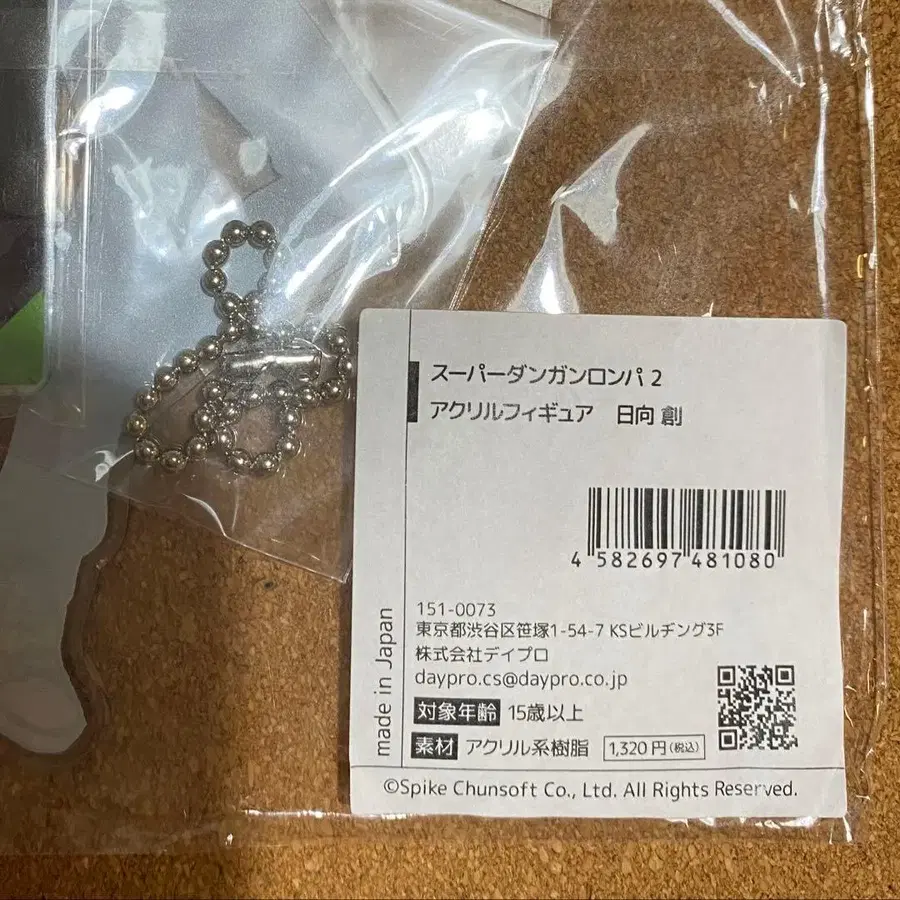 スーパーダンガンロンパ 2
アクリルフィギュア 日向 創
4 582697 481080
made in Japan
151-0073
東京都渋谷区笹塚1-54-7 KSビルヂング3F
株式会社デイプロ
daypro.cs@daypro.co.jp
対象年齢 15歳以上
素材 アクリル系樹脂 1,320円(税込)
©Spike Chunsoft Co., Ltd. All Rights Reserved.